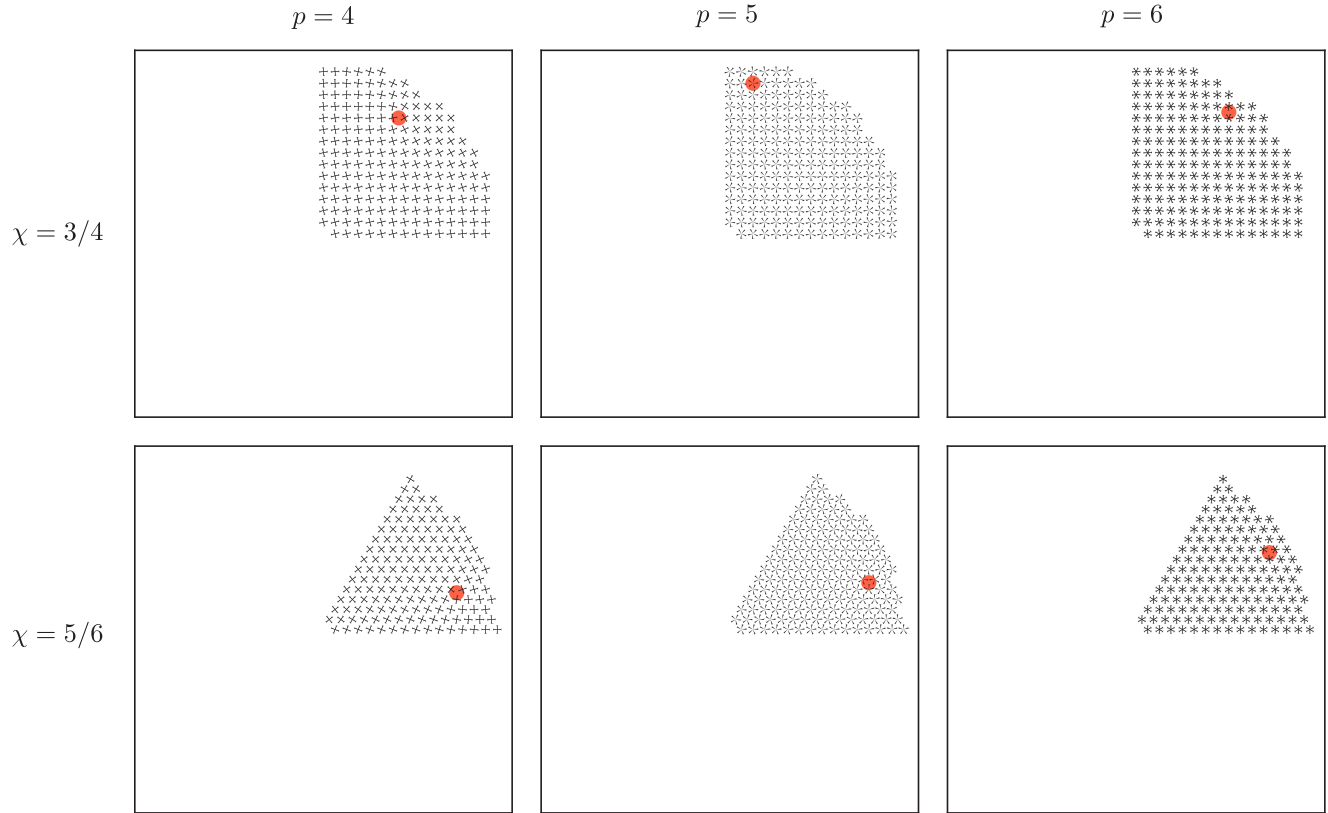 p = 4 p = 5 p = 6
χ = 3/4
χ = 5/6